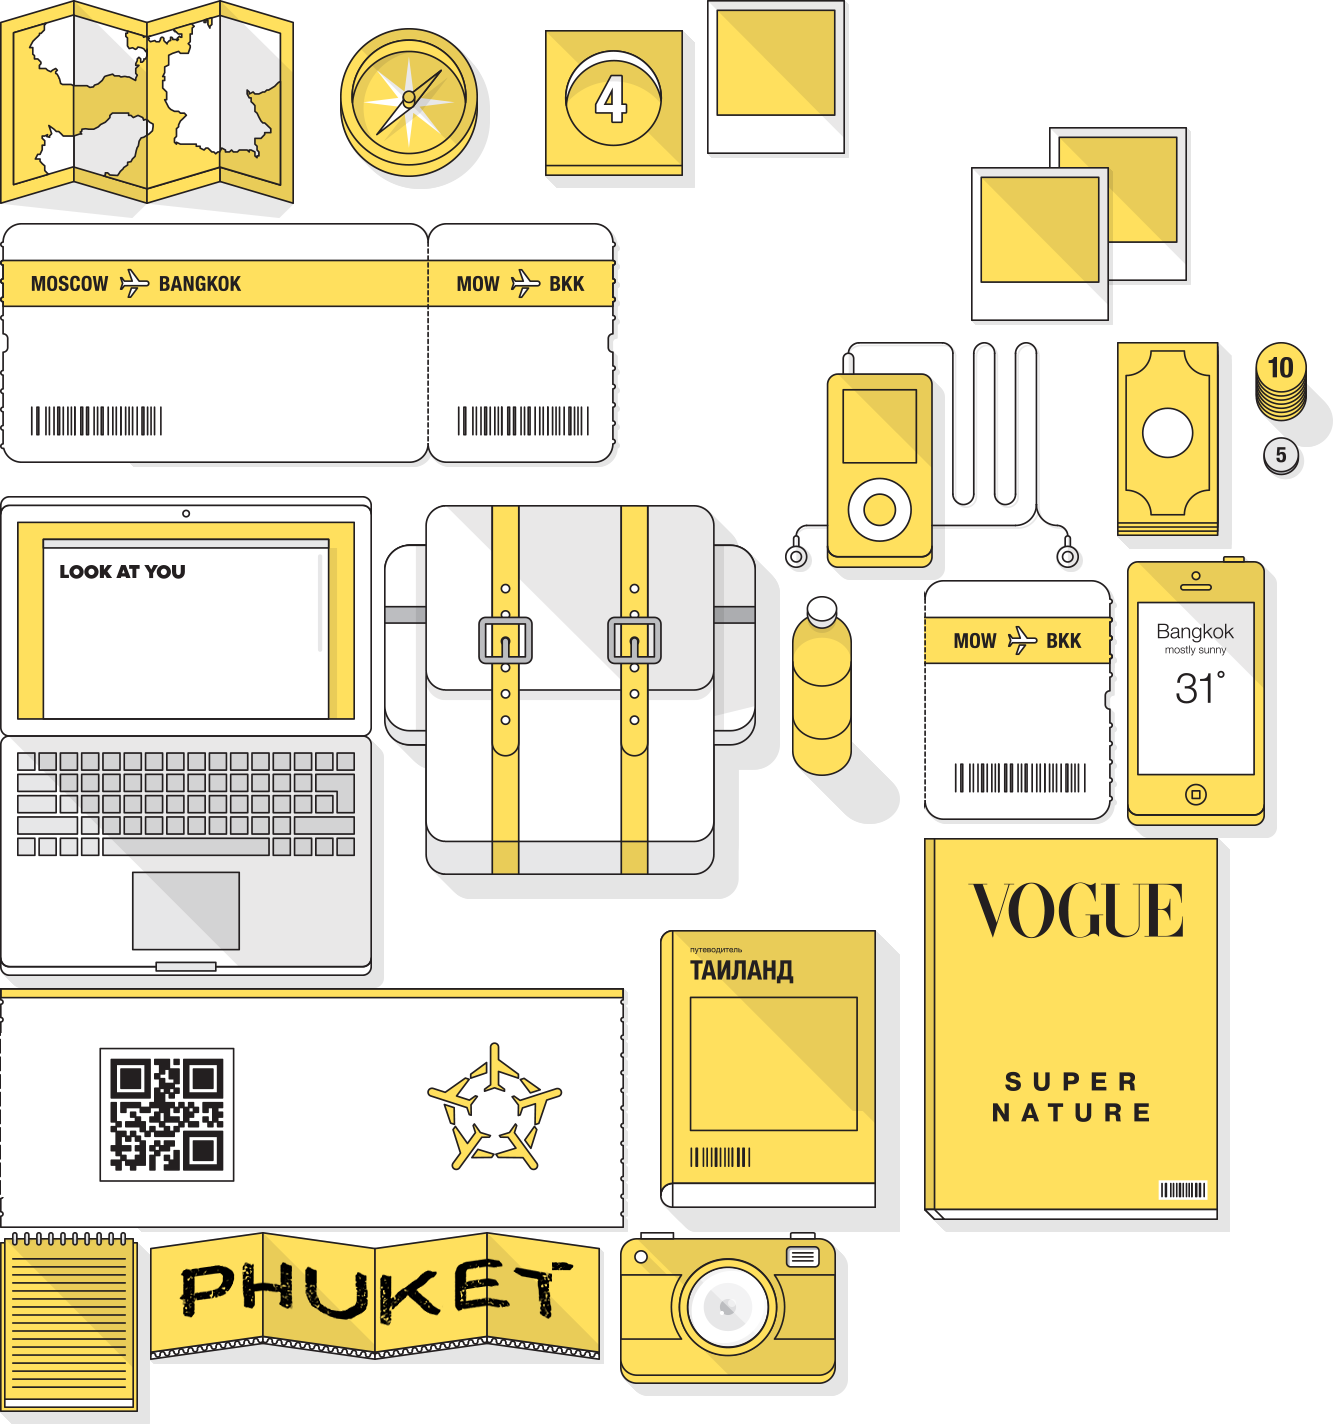 4
MOSCOW BANGKOK
MOW BKK
10
5
LOOK AT YOU
MOW BKK
Bangkok
mostly sunny
31°
VOGUE
SUPER
NATURE
путеводитель
ТАИЛАНД
PHUKET